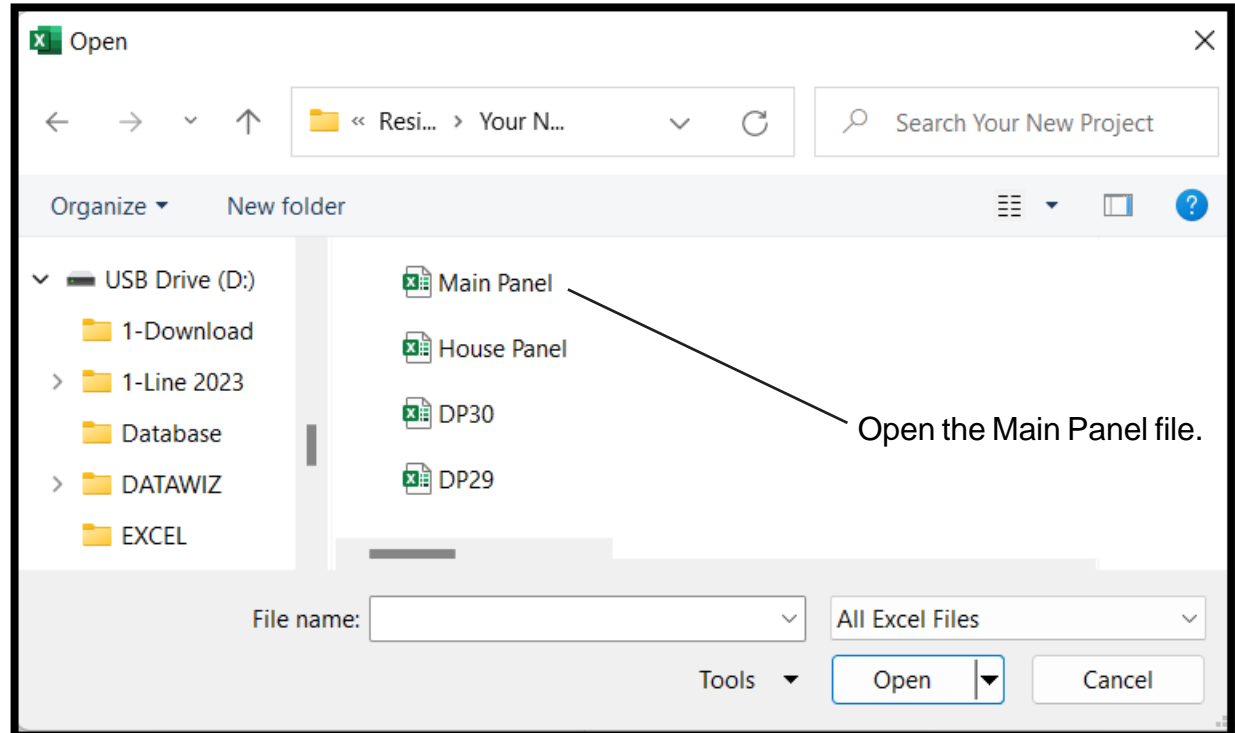 Open
« Resi... > Your N...
Search Your New Project
Organize
New folder
USB Drive (D:)
1-Download
1-Line 2023
Database
DATAWIZ
EXCEL
Main Panel
House Panel
DP30
DP29
Open the Main Panel file.
File name:
All Excel Files
Tools
Open
Cancel